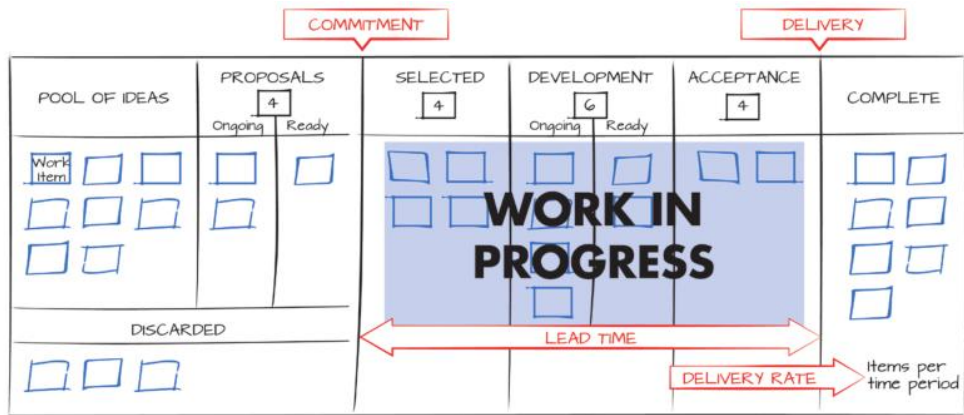 COMMITMENT
DELIVERY
POOL OF IDEAS
PROPOSALS
4
Ongoing
Ready
SELECTED
4
DEVELOPMENT
6
Ongoing
Ready
ACCEPTANCE
4
COMPLETE
Work
Item
WORK IN
PROGRESS
DISCARDED
LEAD TIME
DELIVERY RATE
Items per
time period